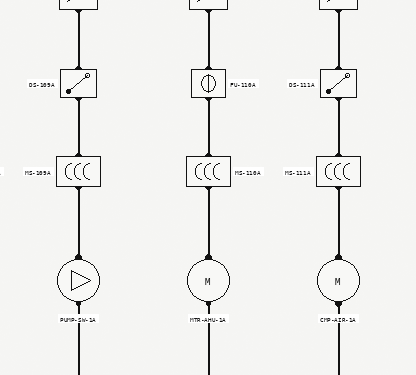 DS-109A
FU-110A
DS-111A
MS-109A
MS-110A
MS-111A
M
M
PUMP-SW-1A
MTR-AHU-1A
CMP-AIR-1A